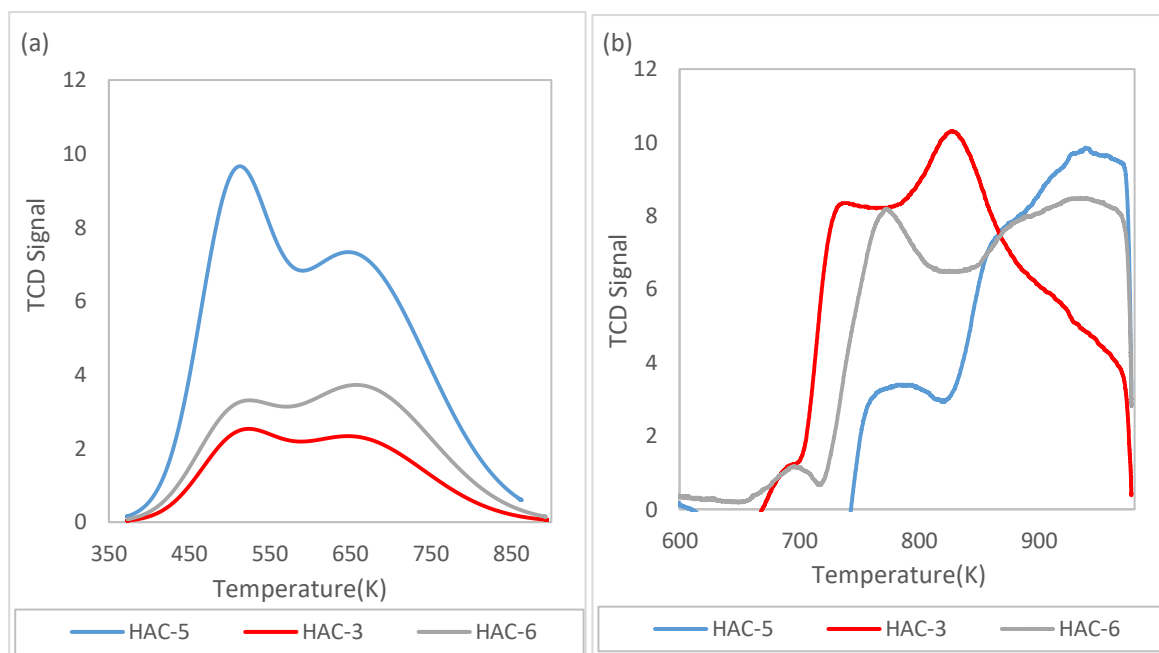 (a)
12
10
8
6
4
2
0
TCD Signal
350 450 550 650 750 850
Temperature(K)
HAC-5 HAC-3 HAC-6
(b)
12
10
8
6
4
2
0
TCD Signal
600 700 800 900
Temperature(K)
HAC-5 HAC-3 HAC-6